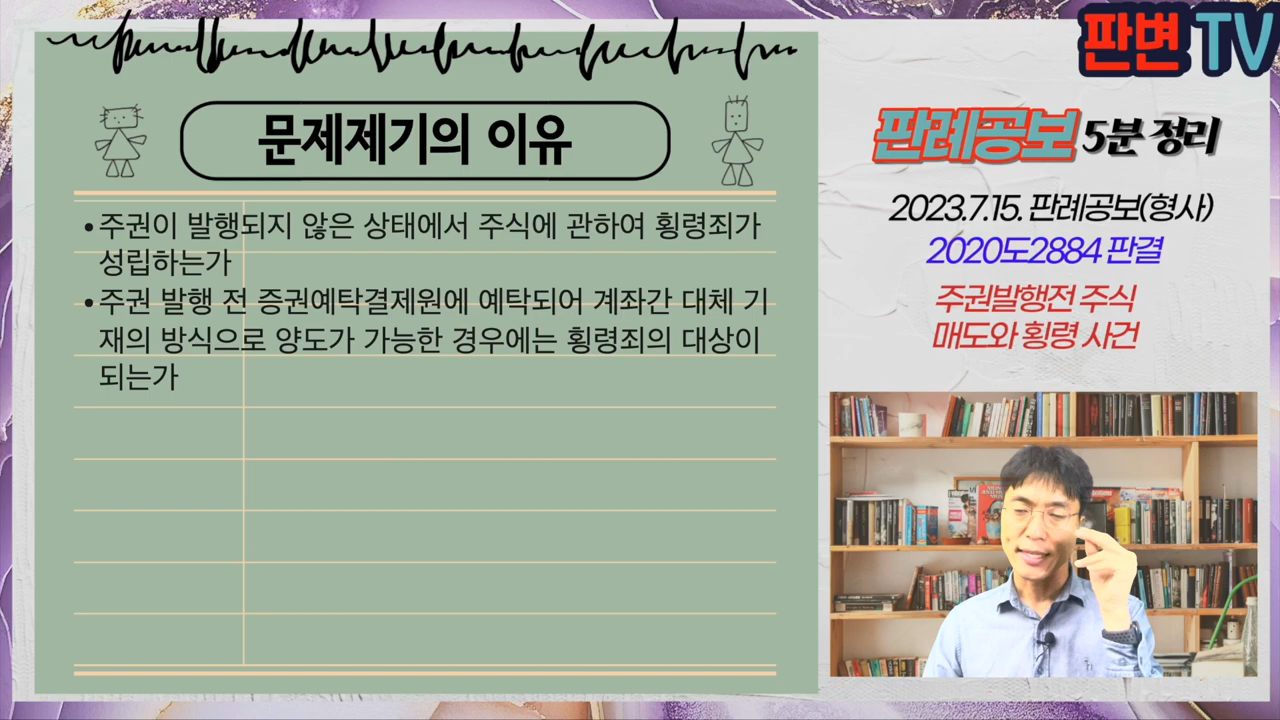 판변 TV
문제제기의 이유
• 주권이 발행되지 않은 상태에서 주식에 관하여 횡령죄가
성립하는가
• 주권 발행 전 증권예탁결제원에 예탁되어 계좌간 대체 기
재의 방식으로 양도가 가능한 경우에는 횡령죄의 대상이
되는가
판례공보 5분 정리
2023.7.15. 판례공보(형사)
2020도2884 판결
주권발행전 주식
매도와 횡령 사건